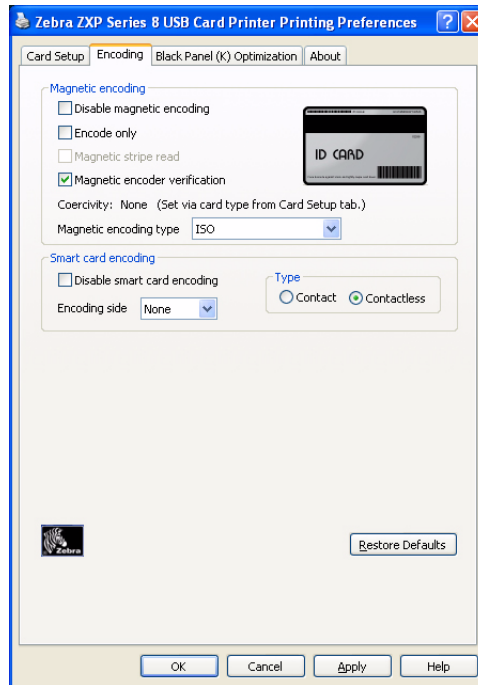 Zebra ZXP Series 8 USB Card Printer Printing Preferences
Card Setup Encoding Black Panel (K) Optimization About
Magnetic encoding
Disable magnetic encoding
Encode only
Magnetic stripe read
Magnetic encoder verification
ID CARD
Coercivity: None (Set via card type from Card Setup tab.)
Magnetic encoding type ISO
Smart card encoding
Disable smart card encoding
Type
Contact Contactless
Encoding side None
Zebra
Restore Defaults
OK Cancel Apply Help